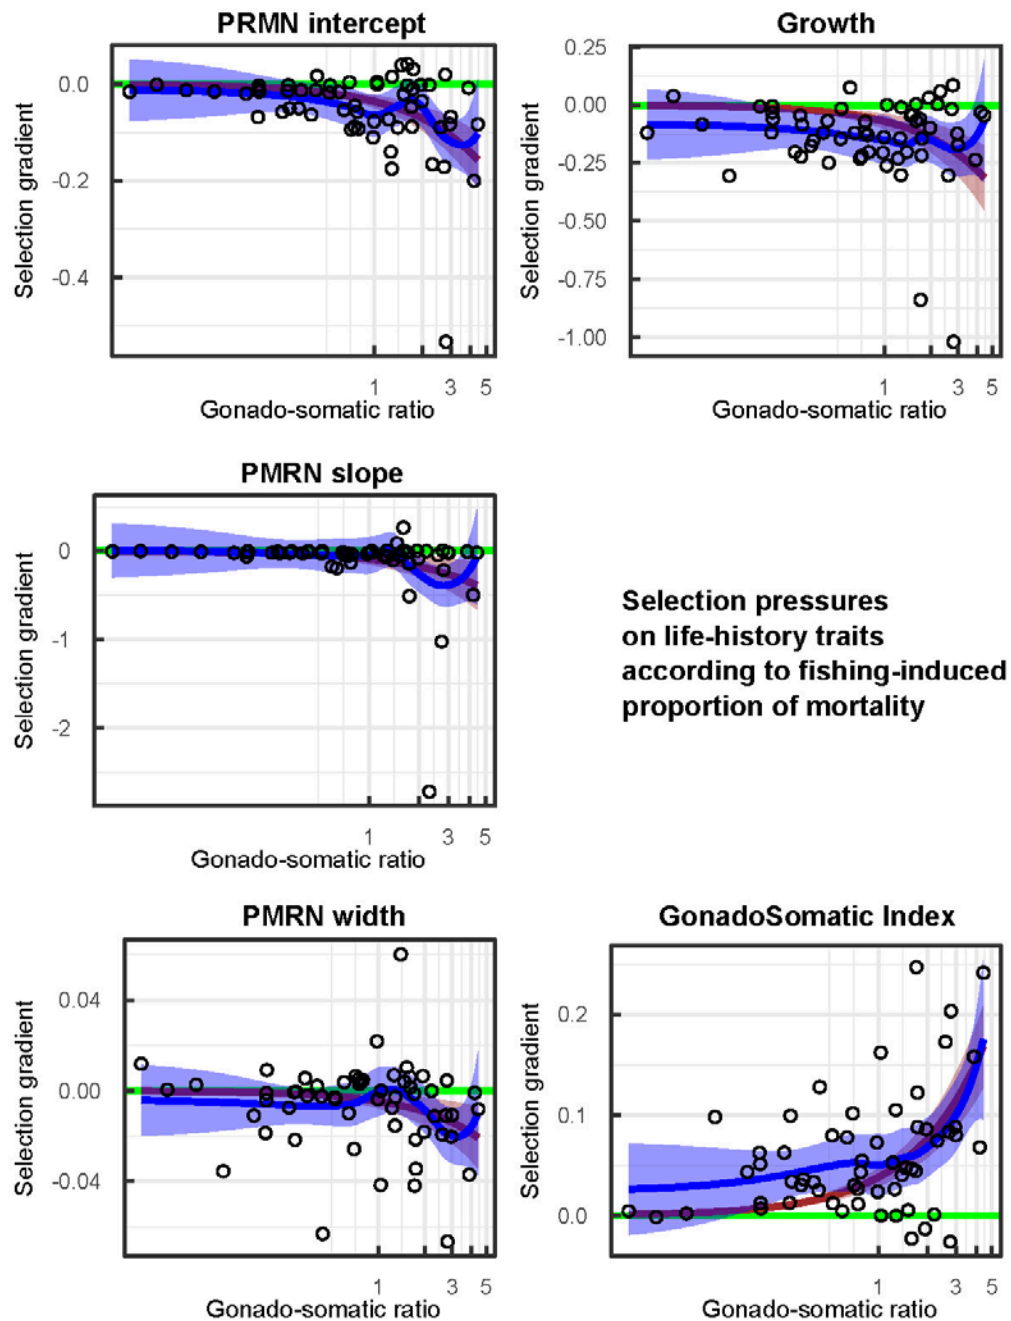 PRMN intercept
Growth
Selection gradient
0.0
-0.2
-0.4
1 3 5
Gonado-somatic ratio
Selection gradient
0.25
0.00
-0.25
-0.50
-0.75
-1.00
1 3 5
Gonado-somatic ratio
PMRN slope
Selection gradient
0
-1
-2
1 3 5
Gonado-somatic ratio
Selection pressures
on life-history traits
according to fishing-induced
proportion of mortality
PMRN width
GonadoSomatic Index
Selection gradient
0.04
0.00
-0.04
1 3 5
Gonado-somatic ratio
Selection gradient
0.2
0.1
0.0
1 3 5
Gonado-somatic ratio